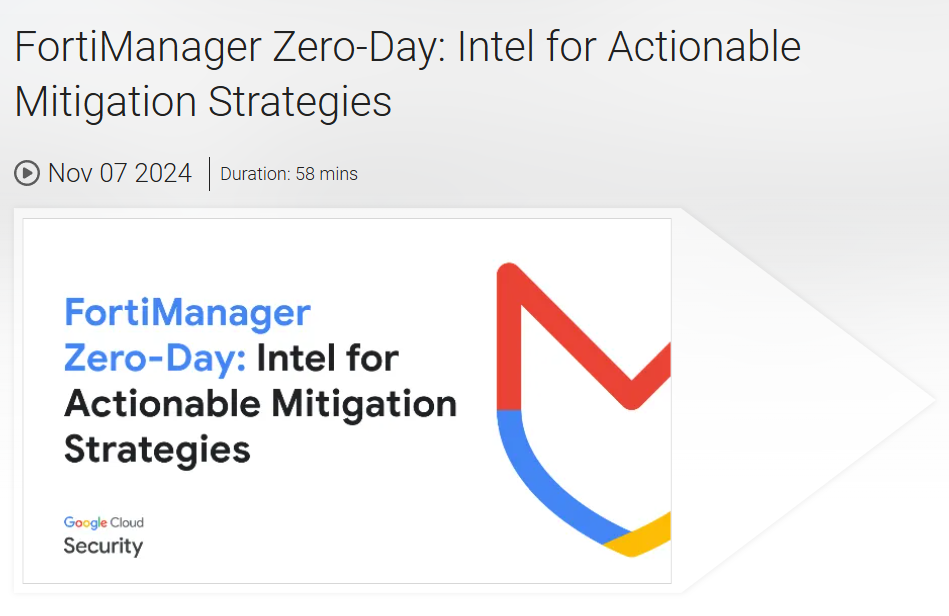 FortiManager Zero-Day: Intel for Actionable
Mitigation Strategies
Nov 07 2024
Duration: 58 mins
FortiManager
Zero-Day: Intel for
Actionable Mitigation
Strategies
Google Cloud
Security